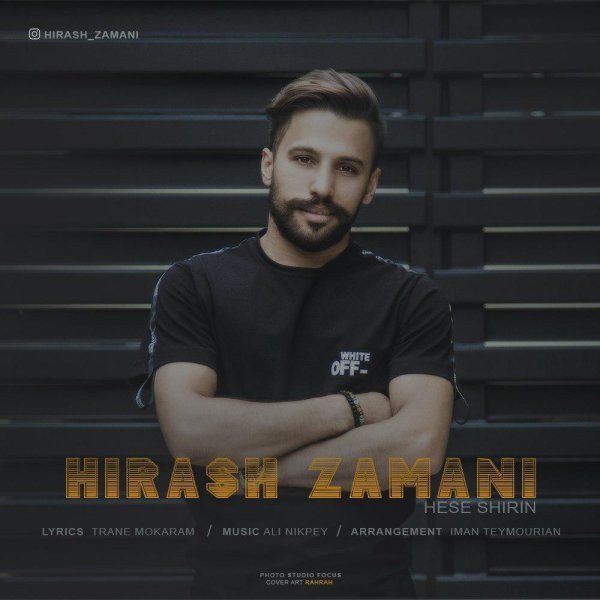 HIRASH_ZAMANI
WHITE
OFF-
HIRASH ZAMANI
HESE SHIRIN
LYRICS TRANE MOKARAM / MUSIC ALI NIKPEY / ARRANGEMENT IMAN TEYMOURIAN
PHOTO STUDIO FOCUS
COVER ART RAHRAH